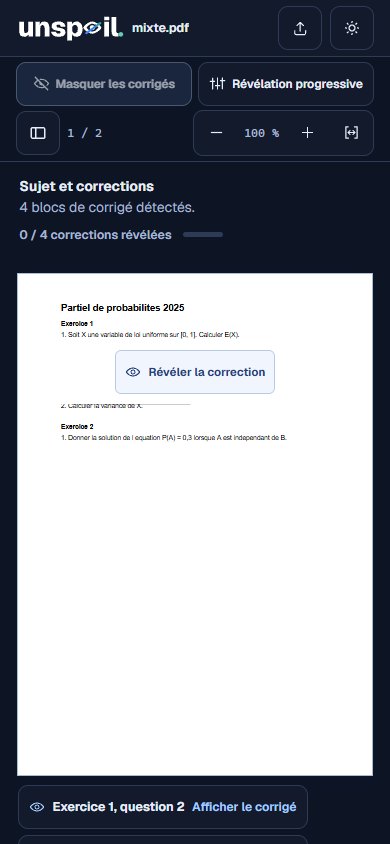 unspoil. mixte.pdf
Masquer les corrigés
Révélation progressive
1 / 2
100 %
Sujet et corrections
4 blocs de corrigé détectés.
0 / 4 corrections révélées
Partiel de probabilites 2025
Exercice 1
1. Soit X une variable de loi uniforme sur [0, 1]. Calculer E(X).
Révéler la correction
2. Calculer la variance de X.
Exercice 2
1. Donner la solution de l equation P(A) = 0,3 lorsque A est independant de B.
Exercice 1, question 2 Afficher le corrigé